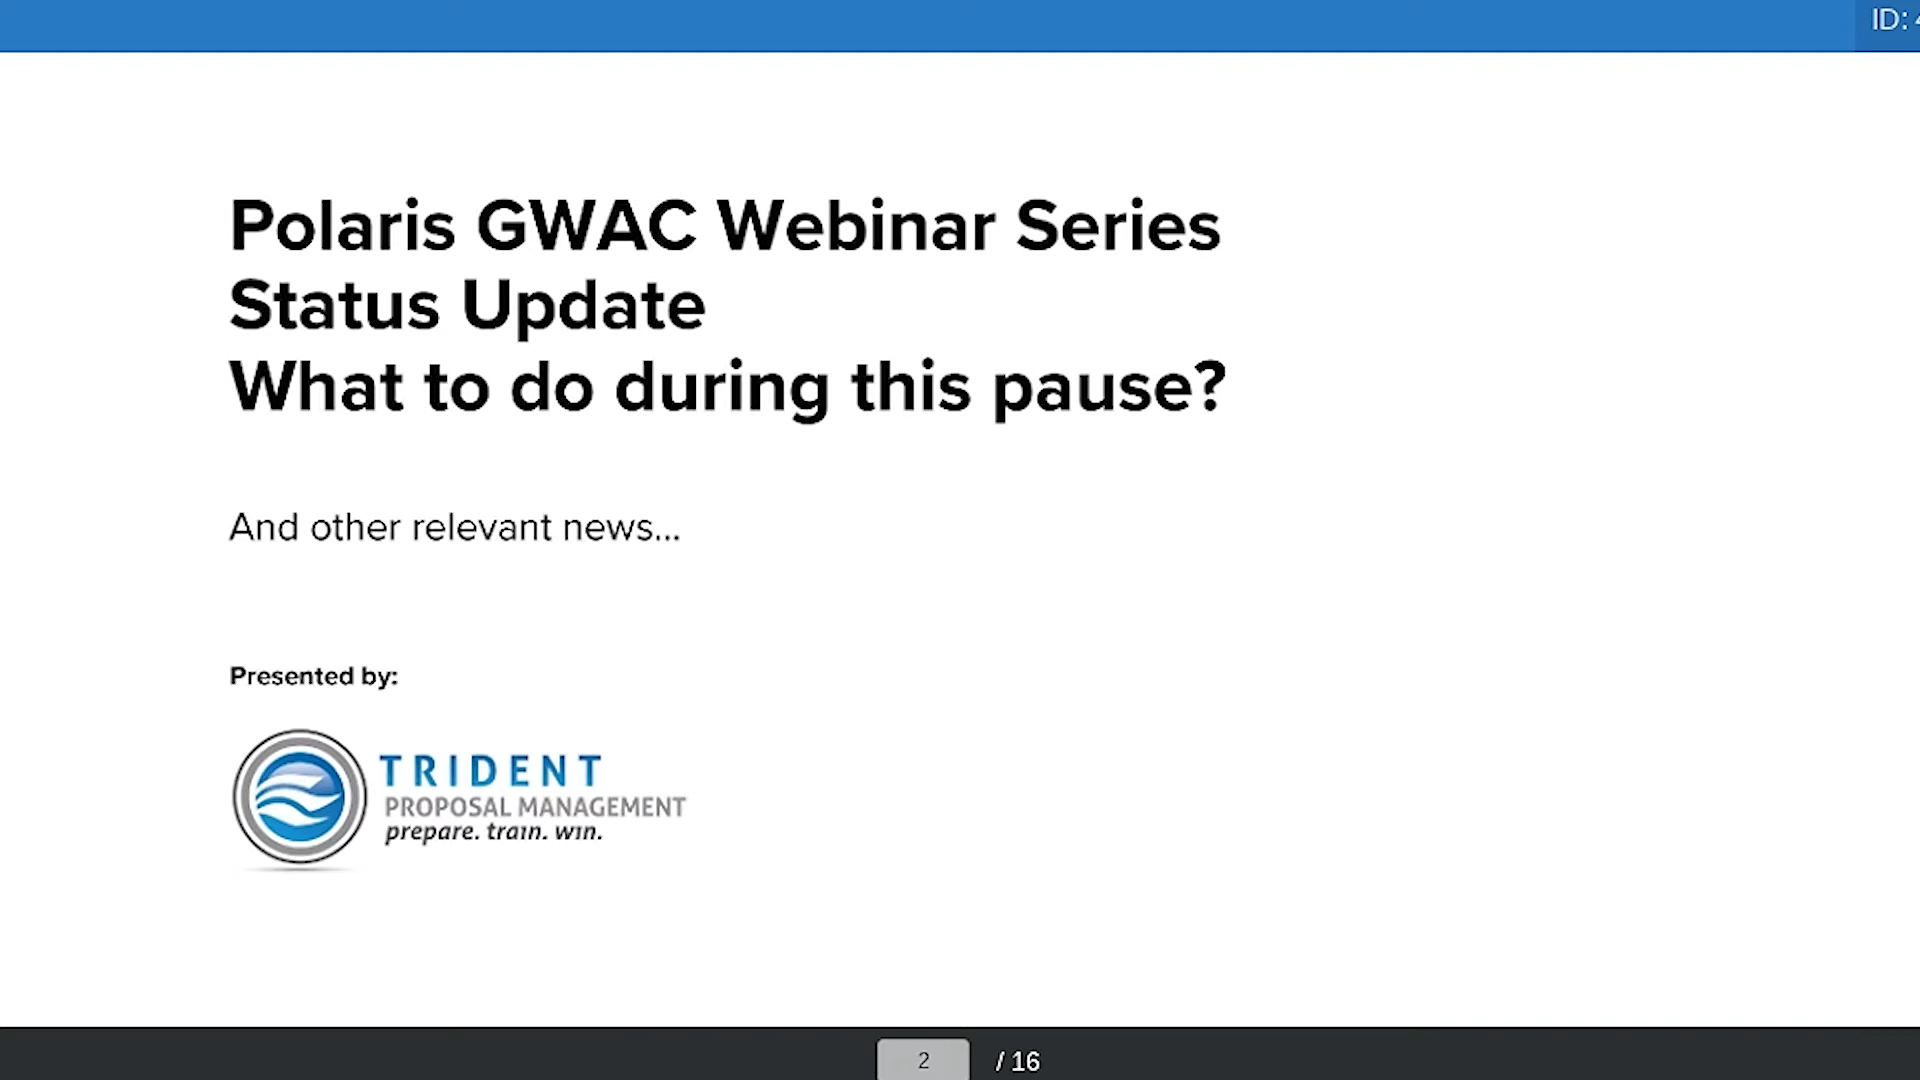 ID:
Polaris GWAC Webinar Series
Status Update
What to do during this pause?
And other relevant news...
Presented by:
TRIDENT
PROPOSAL MANAGEMENT
prepare. train. win.
2 / 16